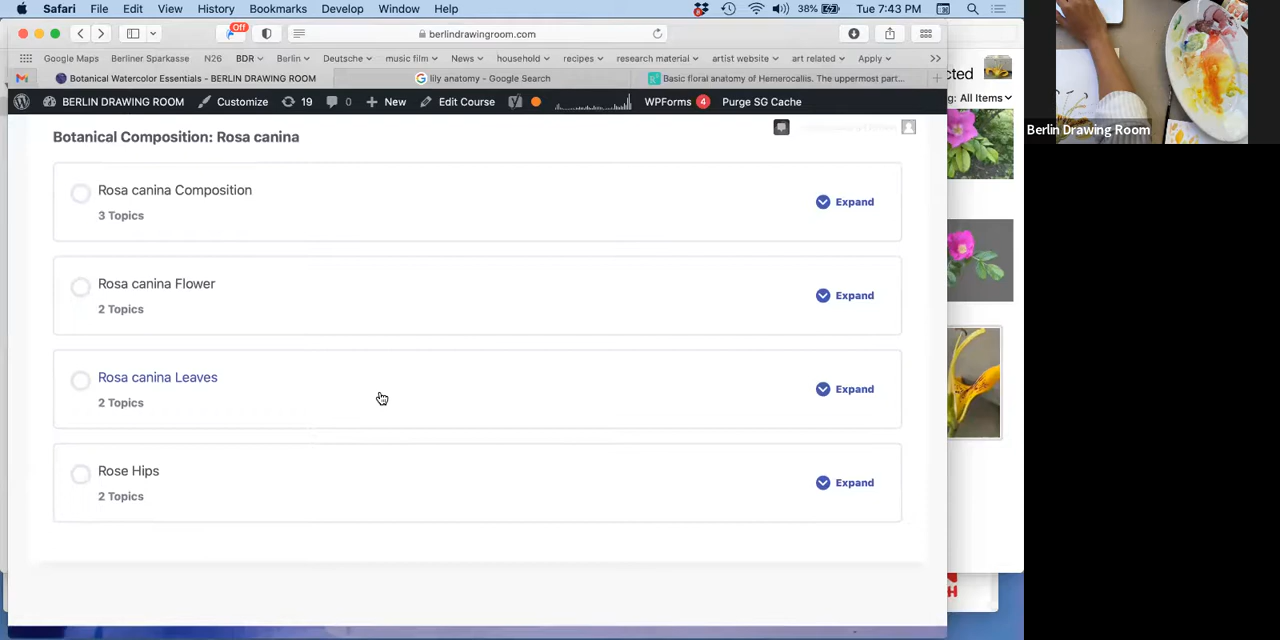 Safari File Edit View History Bookmarks Develop Window Help 38% Tue 7:43 PM
Off berlindrawingroom.com
Google Maps Berliner Sparkasse N26 BDR Berlin Deutsche music film News household recipes research material artist website art related Apply
Botanical Watercolor Essentials - BERLIN DRAWING ROOM lily anatomy - Google Search Basic floral anatomy of Hemerocallis. The uppermost part...
BERLIN DRAWING ROOM Customize 19 0 New Edit Course WPForms 4 Purge SG Cache
Botanical Composition: Rosa canina
Rosa canina Composition
3 Topics
Expand
Rosa canina Flower
2 Topics
Expand
Rosa canina Leaves
2 Topics
Expand
Rose Hips
2 Topics
Expand
cted
g: All Items
H
Berlin Drawing Room